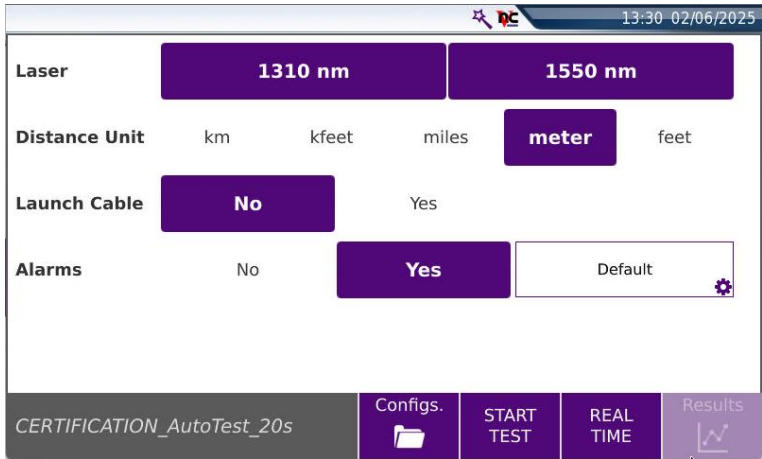 13:30 02/06/2025
Laser 1310 nm 1550 nm
Distance Unit km kfeet miles meter feet
Launch Cable No Yes
Alarms No Yes Default
CERTIFICATION_AutoTest_20s
Configs.
START
TEST
REAL
TIME
Results